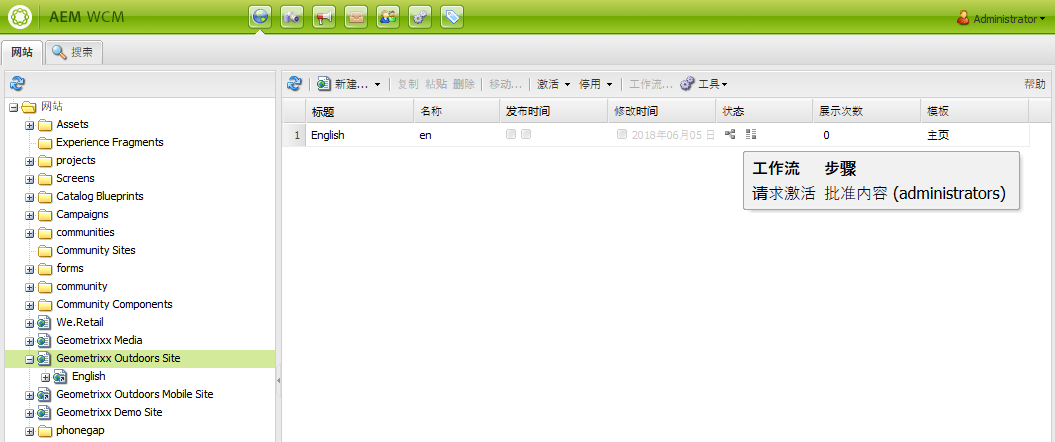 AEM WCM
Administrator
网站 搜索
新建... 复制 粘贴 删除 移动... 激活 停用 工作流... 工具 帮助
网站
Assets
Experience Fragments
projects
Screens
Catalog Blueprints
Campaigns
communities
Community Sites
forms
community
Community Components
We.Retail
Geometrixx Media
Geometrixx Outdoors Site
English
Geometrixx Outdoors Mobile Site
Geometrixx Demo Site
phonegap
标题 名称 发布时间 修改时间 状态 展示次数 模板
1 English en 2018年06月05 日 0 主页
工作流 步骤
请求激活 批准内容 (administrators)